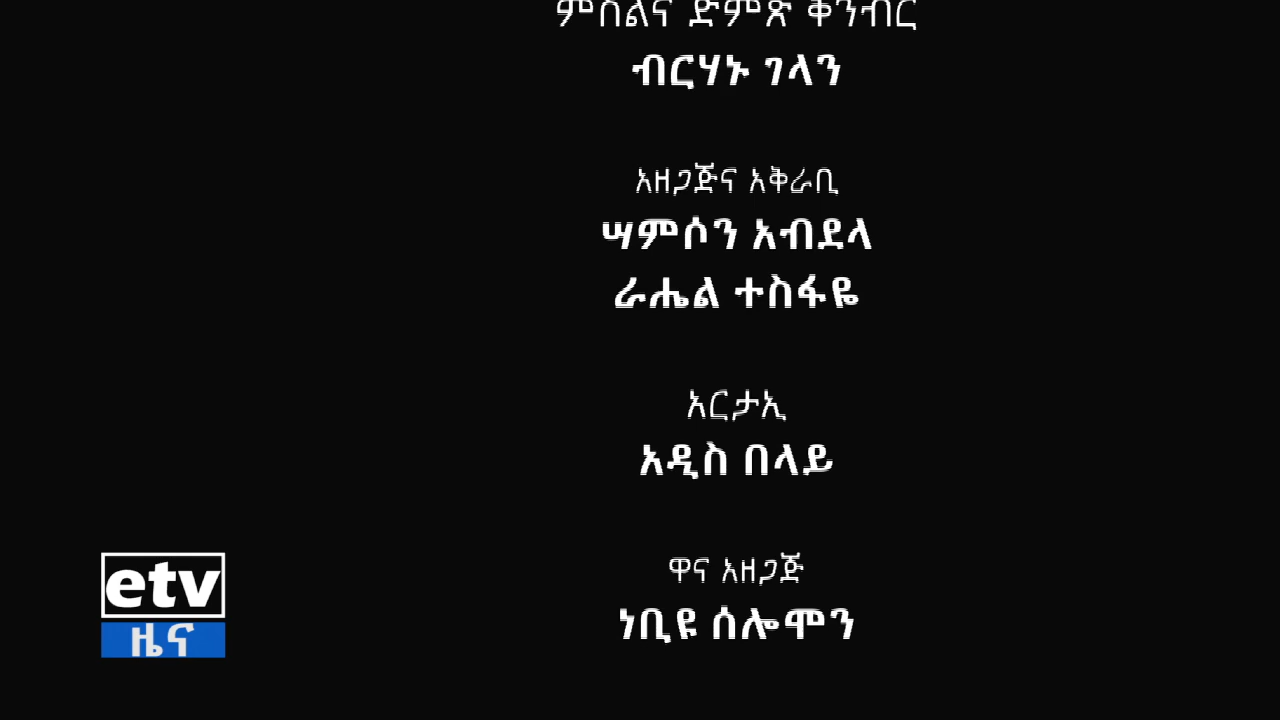 ምስልና ድምጽ ቅንብር
ብርሃኑ ገላን
አዘጋጅና አቅራቢ
ሣምሶን አብደላ
ራሔል ተስፋዬ
አርታኢ
አዲስ በላይ
ዋና አዘጋጅ
ነቢዩ ሰሎሞን
etv
ዜና